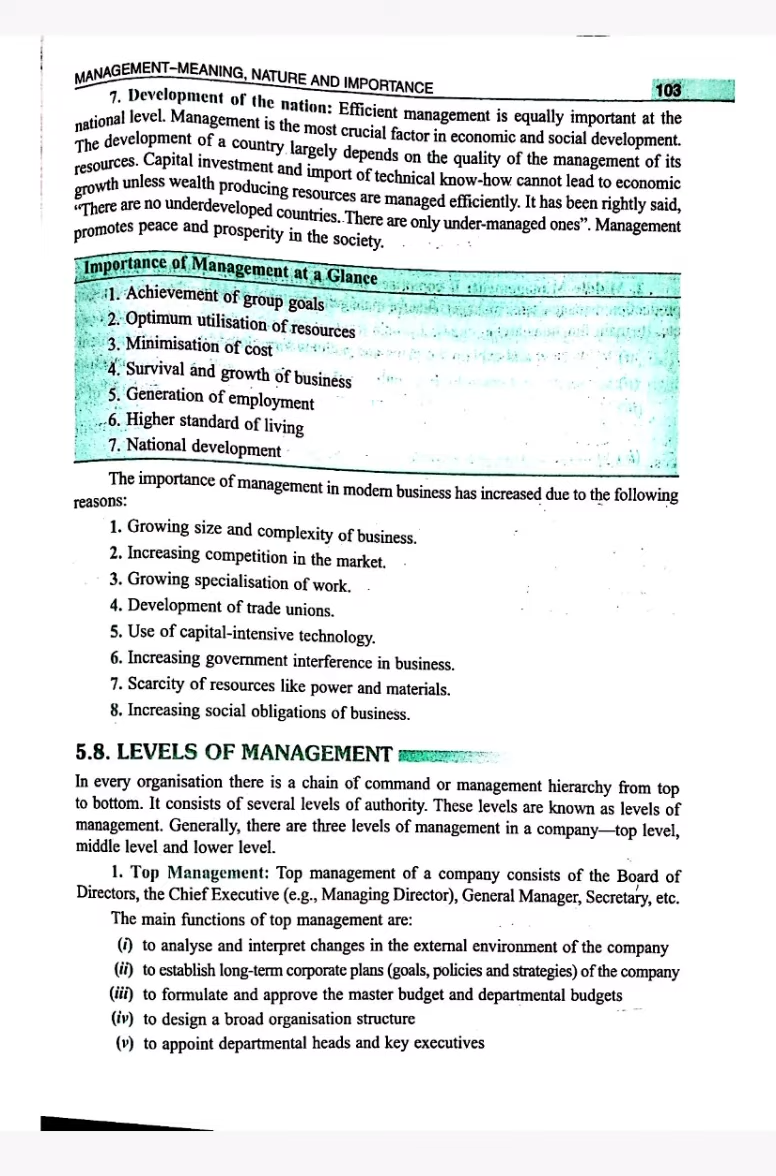 MANAGEMENT–MEANING, NATURE AND IMPORTANCE
103
7. Development of the nation: Efficient management is equally important at the
national level. Management is the most crucial factor in economic and social development.
The development of a country largely depends on the quality of the management of its
resources. Capital investment and import of technical know-how cannot lead to economic
growth unless wealth producing resources are managed efficiently. It has been rightly said,
“There are no underdeveloped countries. There are only under-managed ones”. Management
promotes peace and prosperity in the society.
Importance of Management at a Glance
1. Achievement of group goals
2. Optimum utilisation of resources
3. Minimisation of cost
4. Survival and growth of business
5. Generation of employment
6. Higher standard of living
7. National development
The importance of management in modern business has increased due to the following
reasons:
1. Growing size and complexity of business.
2. Increasing competition in the market.
3. Growing specialisation of work.
4. Development of trade unions.
5. Use of capital-intensive technology.
6. Increasing government interference in business.
7. Scarcity of resources like power and materials.
8. Increasing social obligations of business.
5.8. LEVELS OF MANAGEMENT
In every organisation there is a chain of command or management hierarchy from top
to bottom. It consists of several levels of authority. These levels are known as levels of
management. Generally, there are three levels of management in a company—top level,
middle level and lower level.
1. Top Management: Top management of a company consists of the Board of
Directors, the Chief Executive (e.g., Managing Director), General Manager, Secretary, etc.
The main functions of top management are:
(i) to analyse and interpret changes in the external environment of the company
(ii) to establish long-term corporate plans (goals, policies and strategies) of the company
(iii) to formulate and approve the master budget and departmental budgets
(iv) to design a broad organisation structure
(v) to appoint departmental heads and key executives